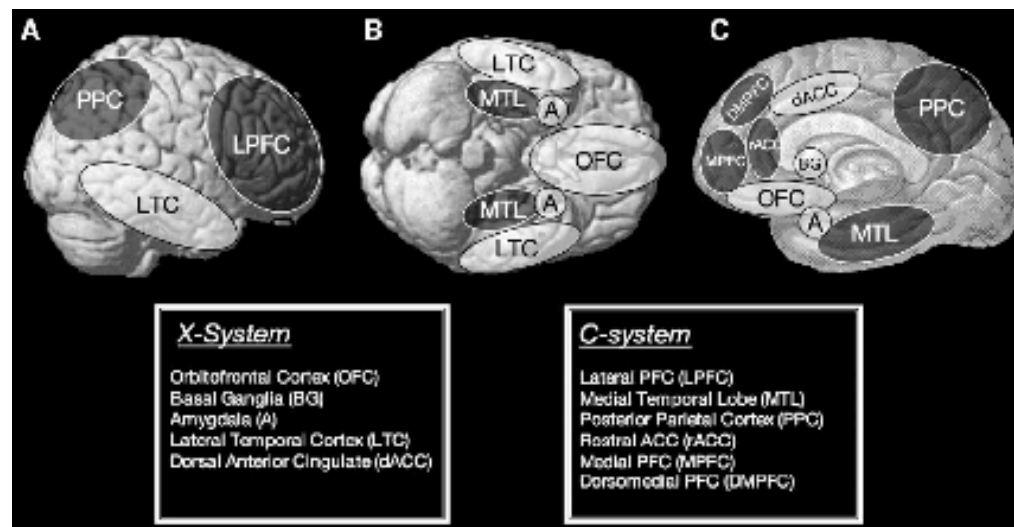 A
B
C
PPC
LPFC
LTC
LTC
MTL
A
OFC
MTL
A
LTC
DMPFC
dACC
PPC
MPFC
rACC
BG
OFC
A
MTL
X-System
Orbitofrontal Cortex (OFC)
Basal Ganglia (BG)
Amygdala (A)
Lateral Temporal Cortex (LTC)
Dorsal Anterior Cingulate (dACC)
C-system
Lateral PFC (LPFC)
Medial Temporal Lobe (MTL)
Posterior Parietal Cortex (PPC)
Rostral ACC (rACC)
Medial PFC (MPFC)
Dorsomedial PFC (DMPFC)